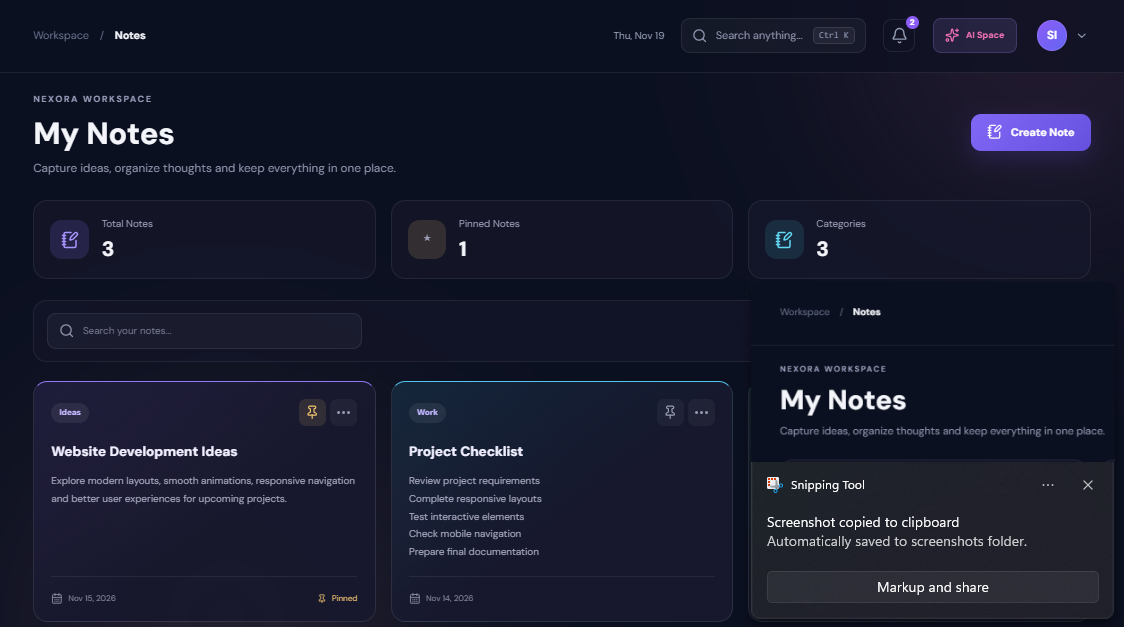 Workspace / Notes
Thu, Nov 19
Search anything...
Ctrl K
2
AI Space
SI
NEXORA WORKSPACE
My Notes
Capture ideas, organize thoughts and keep everything in one place.
Create Note
Total Notes
3
Pinned Notes
1
Categories
3
Search your notes...
Ideas
Website Development Ideas
Explore modern layouts, smooth animations, responsive navigation
and better user experiences for upcoming projects.
Nov 15, 2026
Pinned
Work
Project Checklist
Review project requirements
Complete responsive layouts
Test interactive elements
Check mobile navigation
Prepare final documentation
Nov 14, 2026
Workspace / Notes
NEXORA WORKSPACE
My Notes
Capture ideas, organize thoughts and keep everything in one place.
Snipping Tool
Screenshot copied to clipboard
Automatically saved to screenshots folder.
Markup and share